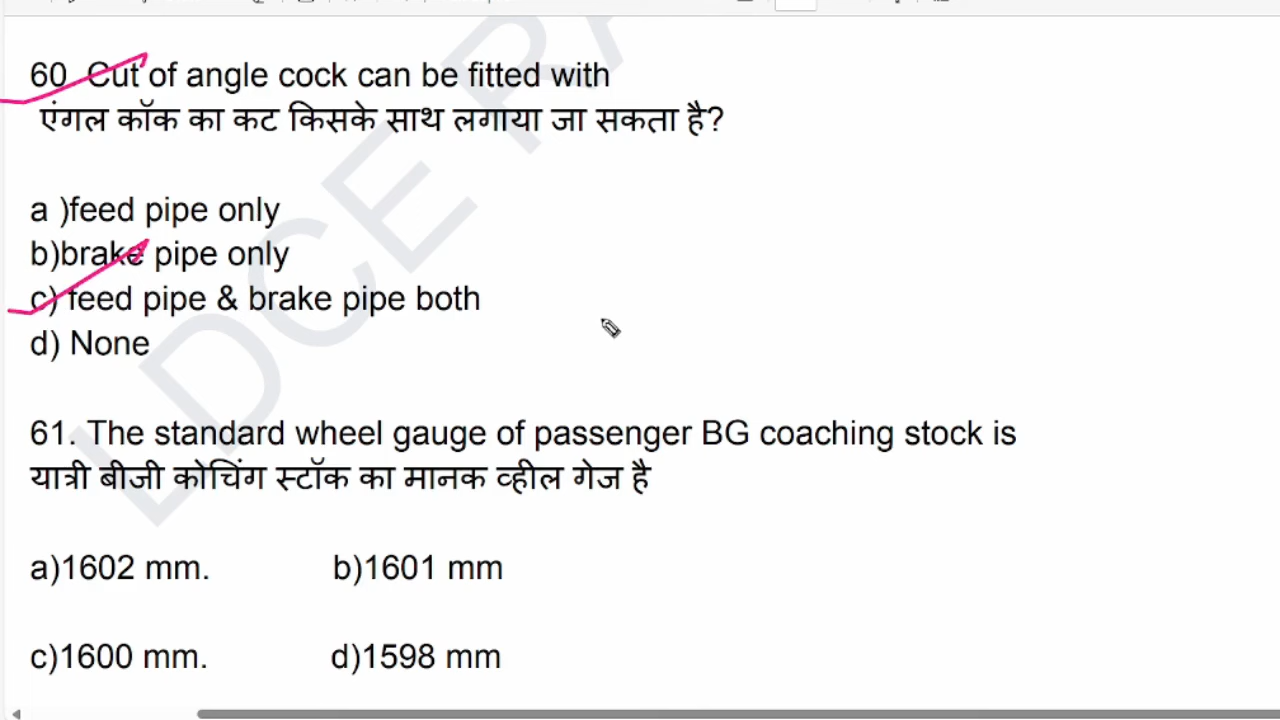 60. Cut of angle cock can be fitted with
एंगल कॉक का कट किसके साथ लगाया जा सकता है?
a )feed pipe only
b)brake pipe only
c) feed pipe & brake pipe both
d) None
61. The standard wheel gauge of passenger BG coaching stock is
यात्री बीजी कोचिंग स्टॉक का मानक व्हील गेज है
a)1602 mm. b)1601 mm
c)1600 mm. d)1598 mm
LDCE RA